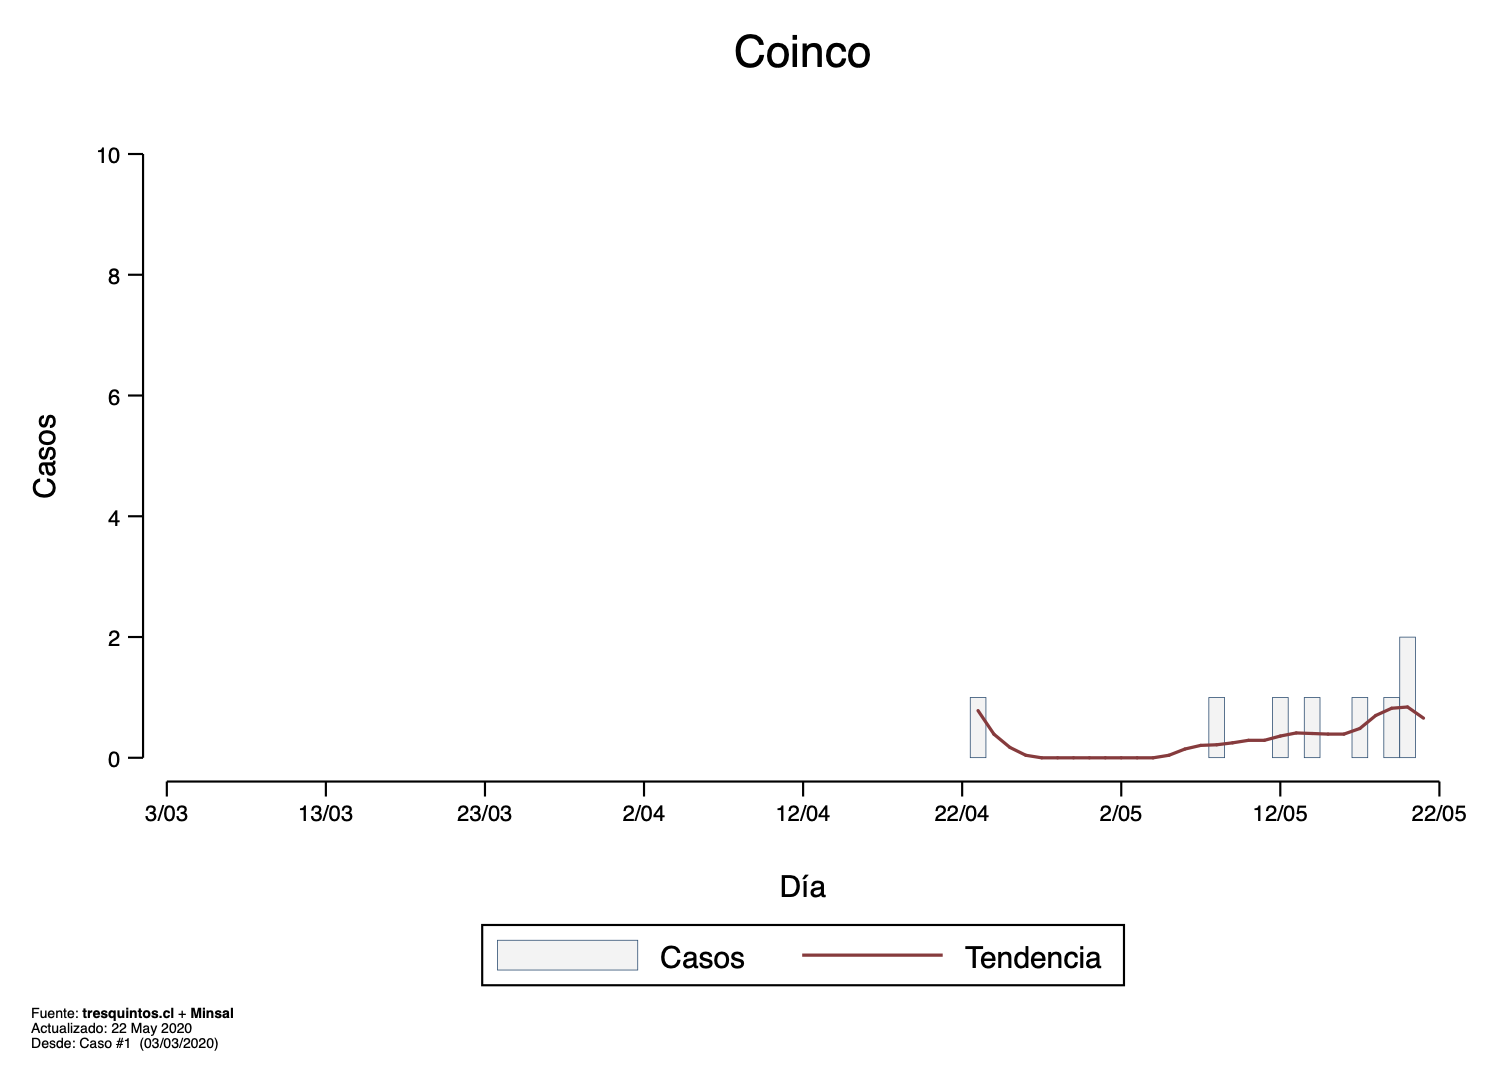 Coinco
10
8
6
4
2
0
Casos
3/03 13/03 23/03 2/04 12/04 22/04 2/05 12/05 22/05
Día
Casos Tendencia
Fuente: tresquintos.cl + Minsal
Actualizado: 22 May 2020
Desde: Caso #1 (03/03/2020)